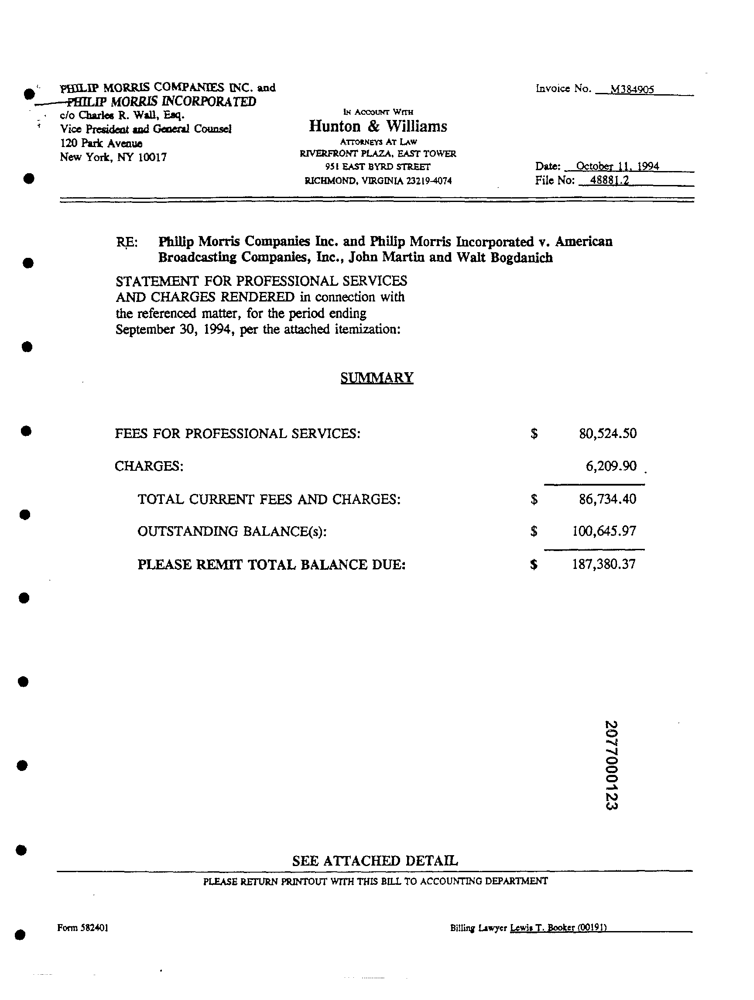 PHILIP MORRIS COMPANIES INC. and
PHILIP MORRIS INCORPORATED
c/o Charles R. Wall, Esq.
Vice President and General Counsel
120 Park Avenue
New York, NY 10017
IN ACCOUNT WITH
Hunton & Williams
ATTORNEYS AT LAW
RIVERFRONT PLAZA, EAST TOWER
951 EAST BYRD STREET
RICHMOND, VIRGINIA 23219-4074
Invoice No. M384905
Date: October 11, 1994
File No: 48881.2
RE: Philip Morris Companies Inc. and Philip Morris Incorporated v. American
Broadcasting Companies, Inc., John Martin and Walt Bogdanich
STATEMENT FOR PROFESSIONAL SERVICES
AND CHARGES RENDERED in connection with
the referenced matter, for the period ending
September 30, 1994, per the attached itemization:
SUMMARY
FEES FOR PROFESSIONAL SERVICES: $ 80,524.50
CHARGES: 6,209.90
TOTAL CURRENT FEES AND CHARGES: $ 86,734.40
OUTSTANDING BALANCE(s): $ 100,645.97
PLEASE REMIT TOTAL BALANCE DUE: $ 187,380.37
2077000123
SEE ATTACHED DETAIL
PLEASE RETURN PRINTOUT WITH THIS BILL TO ACCOUNTING DEPARTMENT
Form 582401
Billing Lawyer Lewis T. Booker (00191)